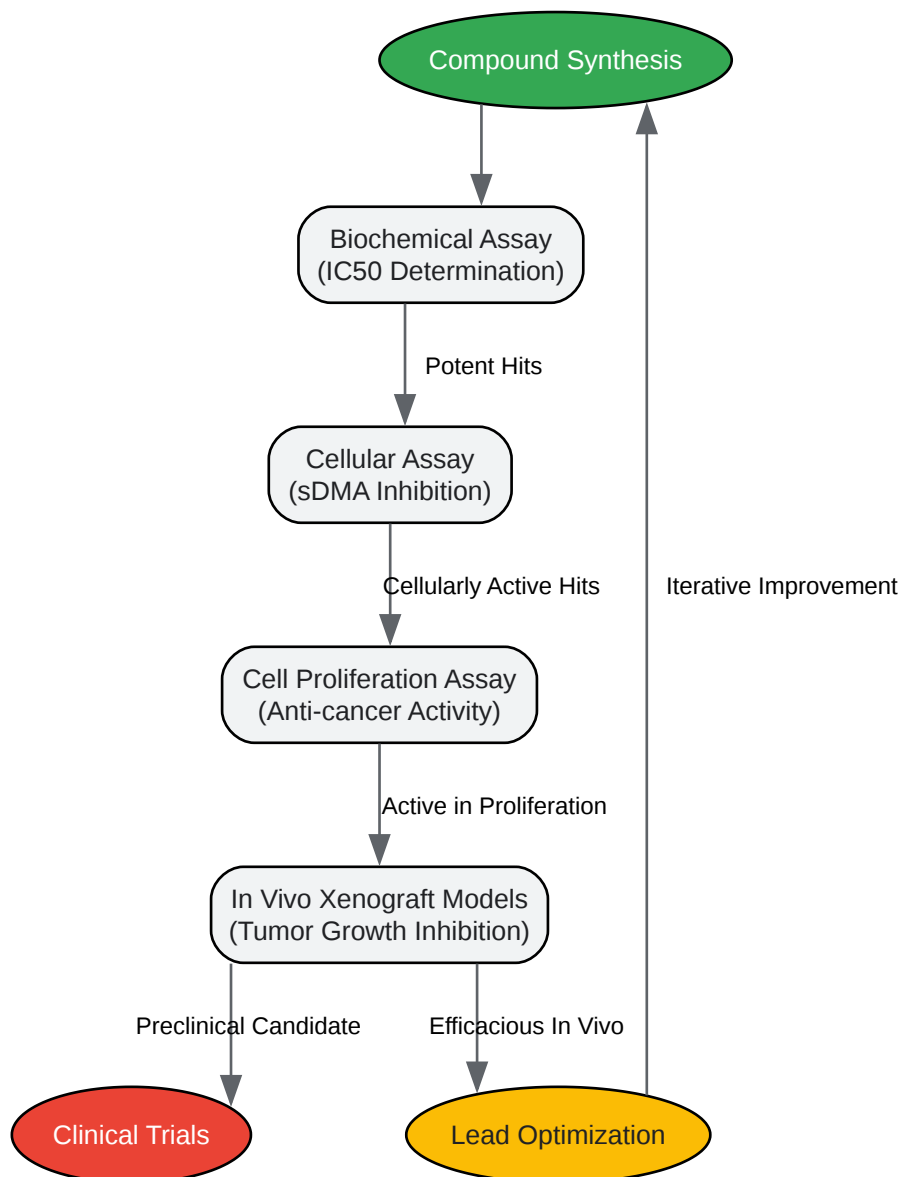 Compound Synthesis
Biochemical Assay
(IC50 Determination)
Potent Hits
Cellular Assay
(sDMA Inhibition)
Cellularly Active Hits
Iterative Improvement
Cell Proliferation Assay
(Anti-cancer Activity)
Active in Proliferation
In Vivo Xenograft Models
(Tumor Growth Inhibition)
Preclinical Candidate
Efficacious In Vivo
Clinical Trials
Lead Optimization